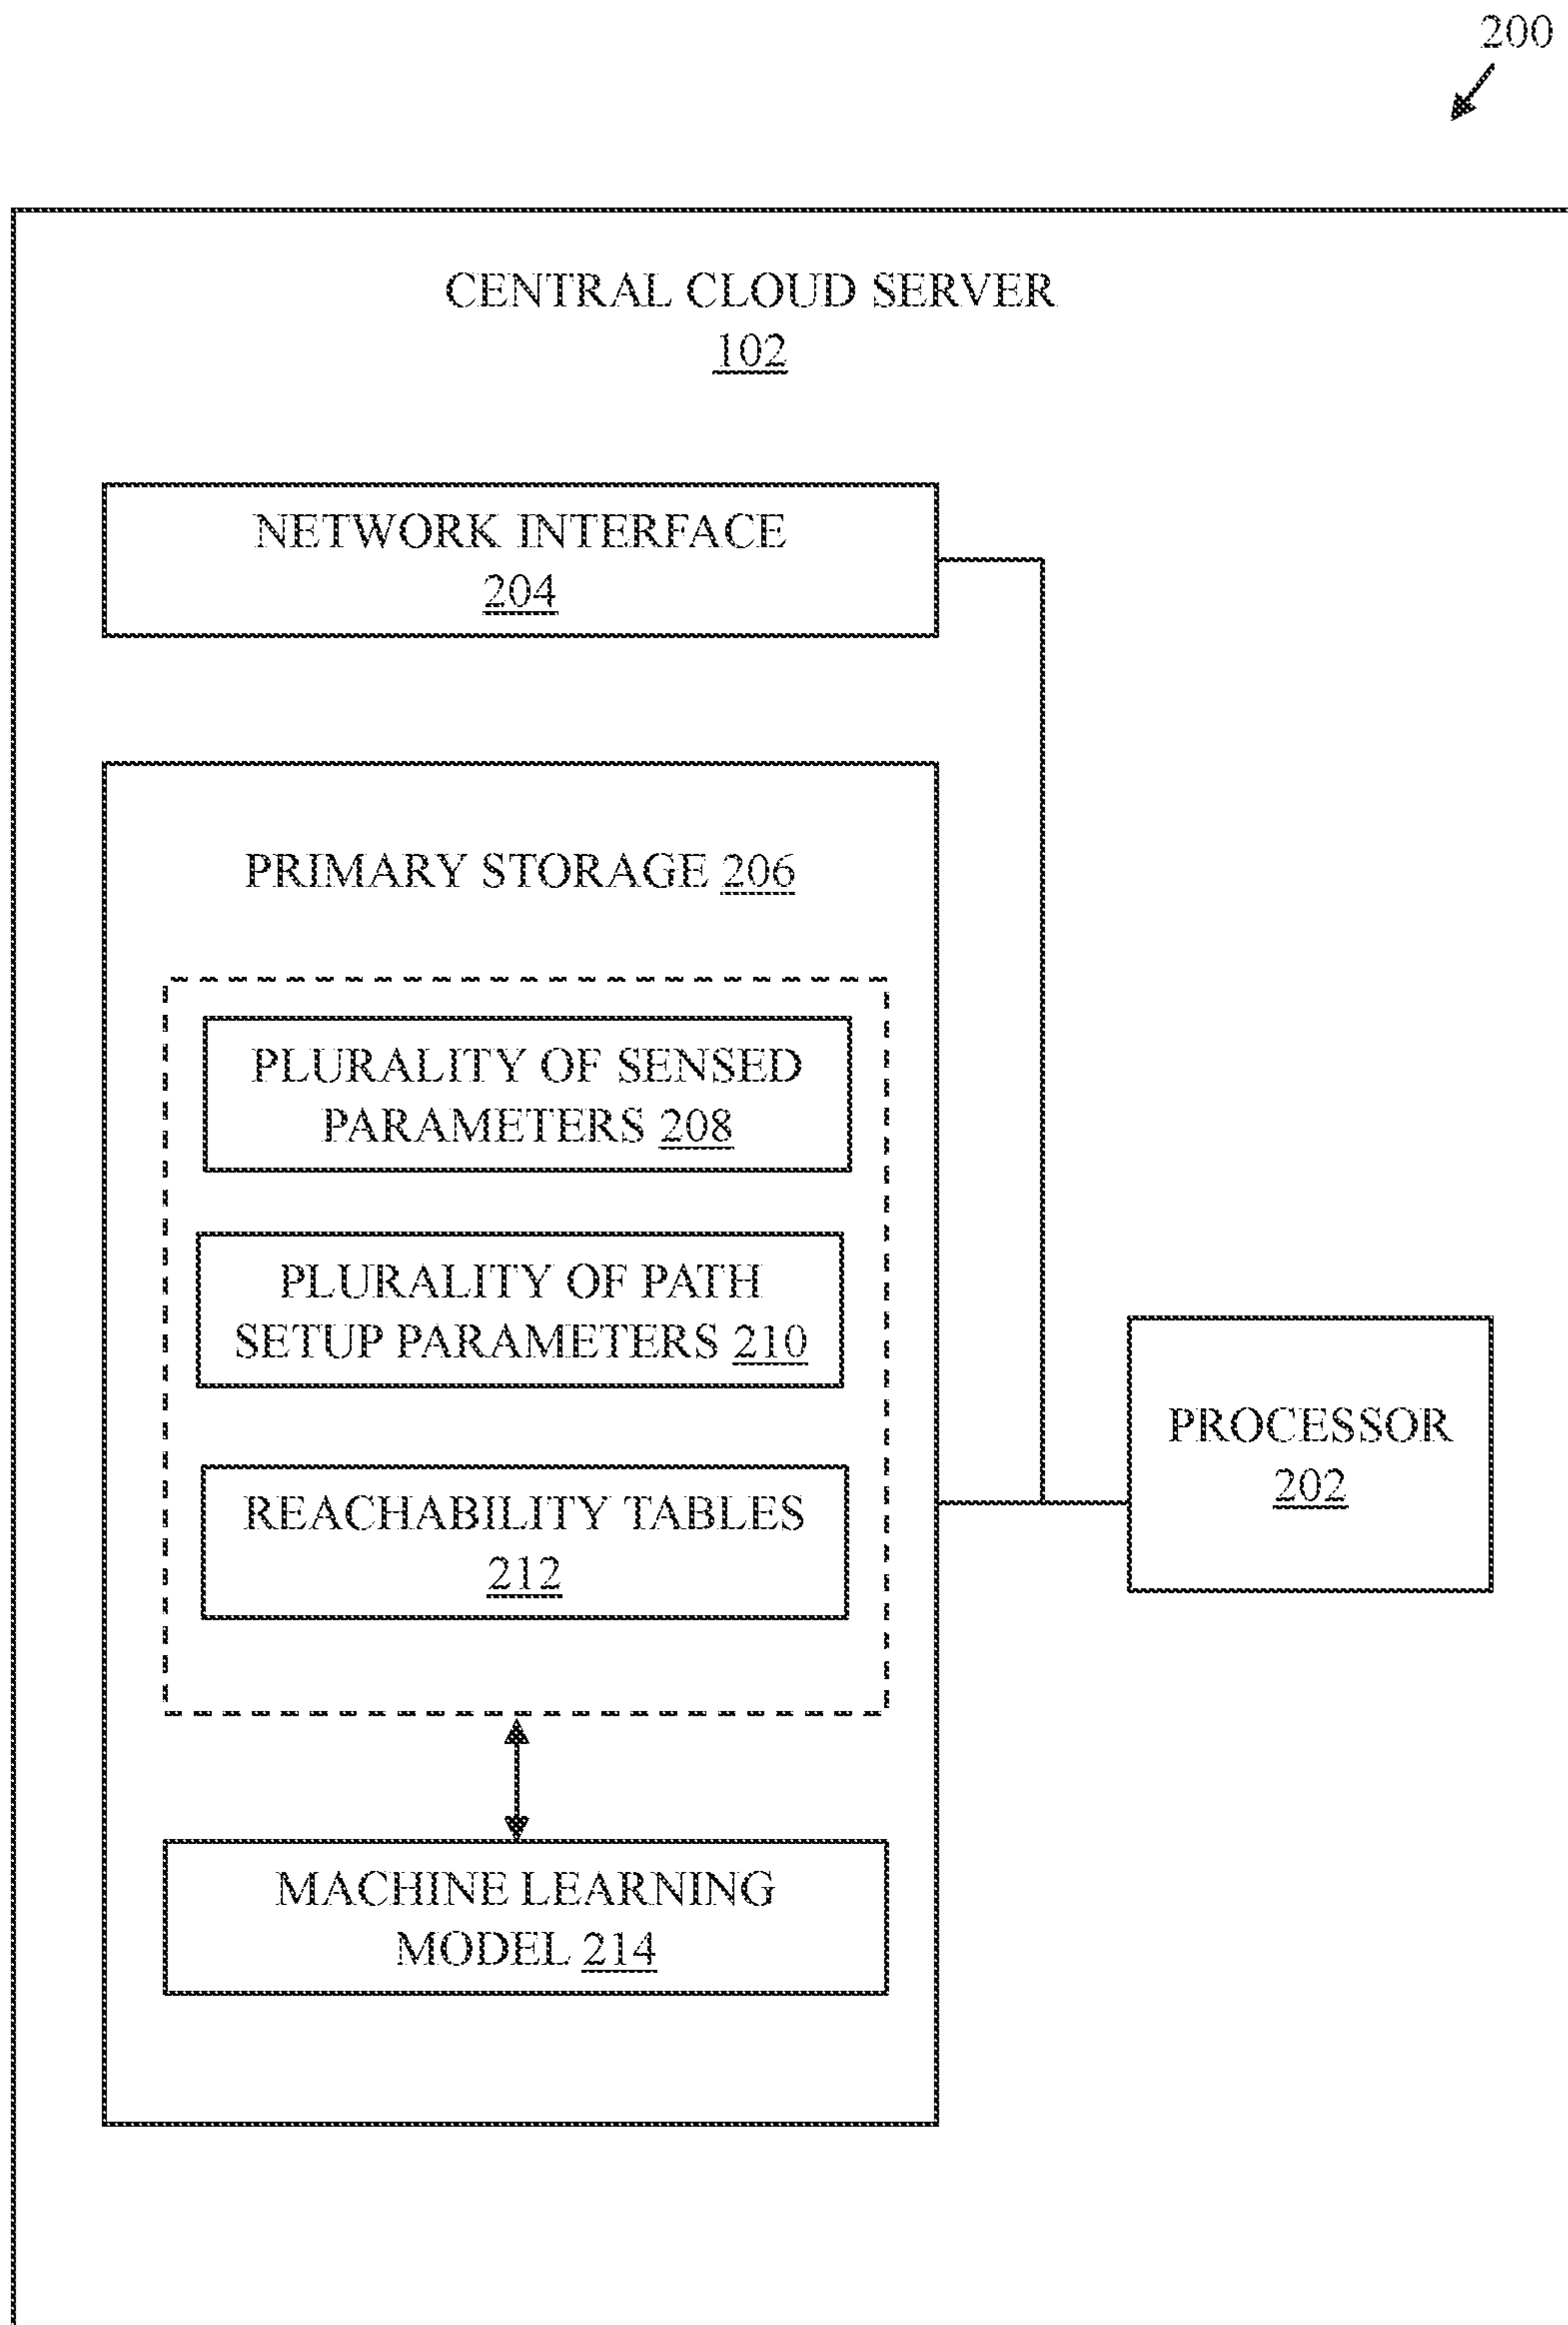 200
CENTRAL CLOUD SERVER
102
NETWORK INTERFACE
204
PRIMARY STORAGE 206
PLURALITY OF SENSED
PARAMETERS 208
PLURALITY OF PATH
SETUP PARAMETERS 210
REACHABILITY TABLES
212
PROCESSOR
202
MACHINE LEARNING
MODEL 214